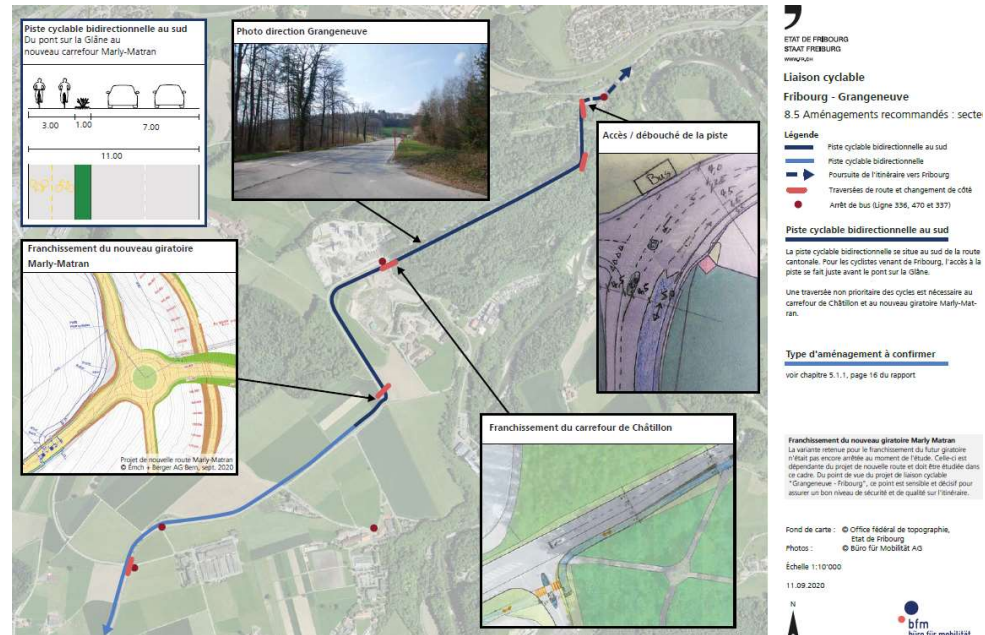 Piste cyclable bidirectionnelle au sud
Du pont sur la Glâne au
nouveau carrefour Marly-Matran
3.00
1.00
7.00
11.00
Photo direction Grangeneuve
Accès / débouché de la piste
Bus
Franchissement du nouveau giratoire
Marly-Matran
Projet de nouvelle route Marly-Matran
© Emch + Berger AG Bern, sept. 2020
Franchissement du carrefour de Châtillon
ETAT DE FRIBOURG
STAAT FREIBURG
WWW.FR.CH
Liaison cyclable
Fribourg - Grangeneuve
8.5 Aménagements recommandés : secte
Légende
Piste cyclable bidirectionnelle au sud
Piste cyclable bidirectionnelle
Poursuite de l'itinéraire vers Fribourg
Traversées de route et changement de côté
Arrêt de bus (Ligne 336, 470 et 337)
Piste cyclable bidirectionnelle au sud
La piste cyclable bidirectionnelle se situe au sud de la route
cantonale. Pour les cyclistes venant de Fribourg, l'accès à la
piste se fait juste avant le pont sur la Glâne.
Une traversée non prioritaire des cycles est nécessaire au
carrefour de Châtillon et au nouveau giratoire Marly-Mat-
ran.
Type d'aménagement à confirmer
voir chapitre 5.1.1, page 16 du rapport
Franchissement du nouveau giratoire Marly Matran
La variante retenue pour le franchissement du futur giratoire
n'était pas encore arrêtée au moment de l'étude. Celle-ci est
dépendante du projet de nouvelle route et doit être étudiée dans
ce cadre. Du point de vue du projet de liaison cyclable
"Grangeneuve - Fribourg", ce point est sensible et décisif pour
assurer un bon niveau de sécurité et de qualité sur l'itinéraire.
Fond de carte : © Office fédéral de topographie,
Etat de Fribourg
Photos : © Büro für Mobilität AG
Échelle 1:10'000
11.09.2020
N
bfm
büro für mobilität